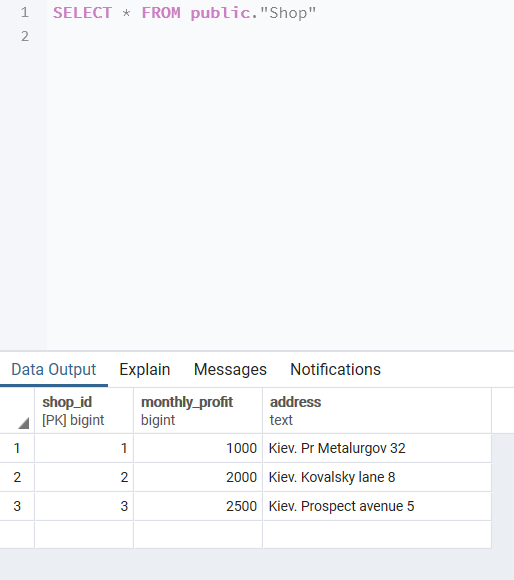 1 SELECT * FROM public."Shop"
2
Data Output Explain Messages Notifications
shop_id monthly_profit address
[PK] bigint bigint text
1 1 1000 Kiev. Pr Metalurgov 32
2 2 2000 Kiev. Kovalsky lane 8
3 3 2500 Kiev. Prospect avenue 5